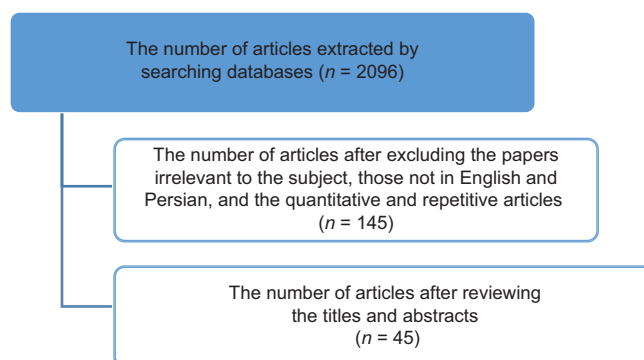 The number of articles extracted by
searching databases (n = 2096)
The number of articles after excluding the papers
irrelevant to the subject, those not in English and
Persian, and the quantitative and repetitive articles
(n = 145)
The number of articles after reviewing
the titles and abstracts
(n = 45)